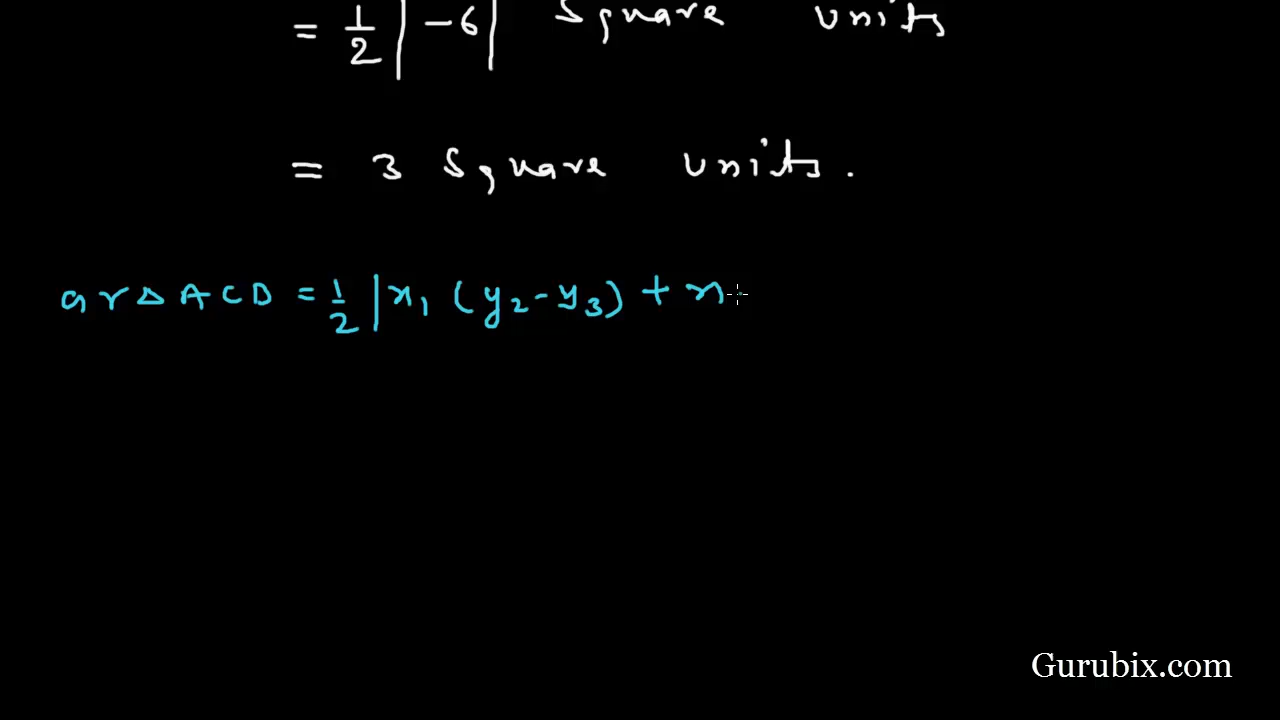 = 1/2 |-6| Square units
= 3 Square units.
ar △ ACD = 1/2 |x₁ (y₂-y₃) + x
Gurubix.com